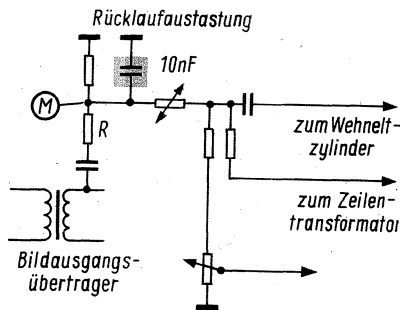 Rücklaufaustastung
10nF
M
R
zum Wehnelt-
zylinder
zum Zeilen-
transformator
Bildausgangs-
übertrager